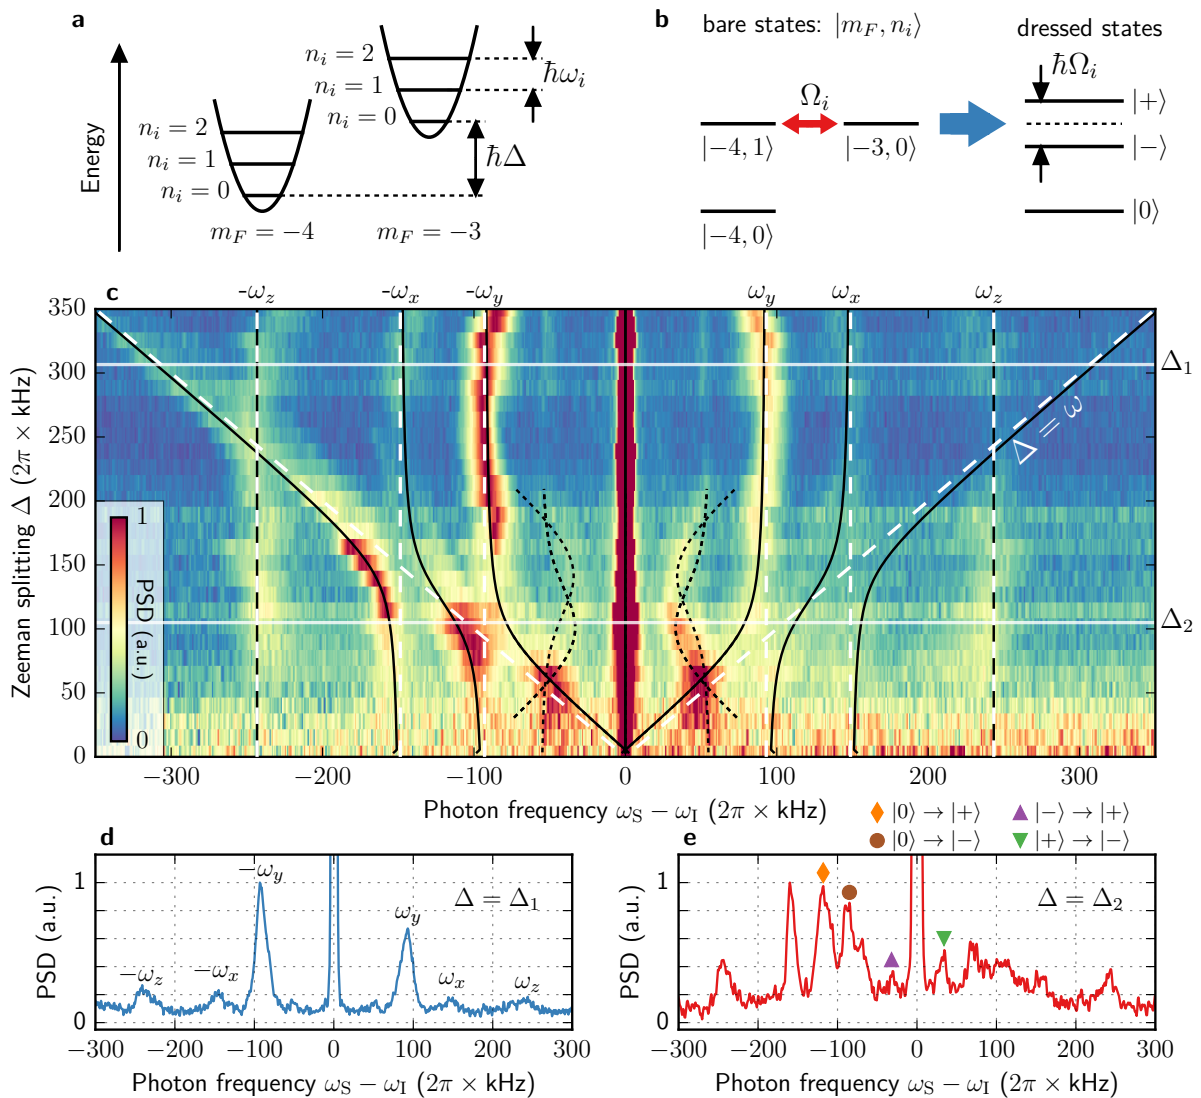 a
Energy
n_i = 2
n_i = 1
n_i = 0
m_F = −4
n_i = 2
n_i = 1
n_i = 0
m_F = −3
ħω_i
ħΔ
b
bare states: |m_F, n_i⟩
dressed states
ħΩ_i
Ω_i
|−4, 1⟩
|−3, 0⟩
|−4, 0⟩
|+⟩
|−⟩
|0⟩
c
-ω_z
-ω_x
-ω_y
ω_y
ω_x
ω_z
Zeeman splitting Δ (2π × kHz)
350
300
250
200
150
100
50
0
Δ_1
Δ_2
Δ = ω
1
PSD (a.u.)
0
−300
−200
−100
0
100
200
300
Photon frequency ω_S − ω_I (2π × kHz)
|0⟩ → |+⟩
|−⟩ → |+⟩
|0⟩ → |−⟩
|+⟩ → |−⟩
d
PSD (a.u.)
1
0
−ω_z
−ω_x
−ω_y
ω_y
ω_x
ω_z
Δ = Δ_1
−300
−200
−100
0
100
200
300
Photon frequency ω_S − ω_I (2π × kHz)
e
PSD (a.u.)
1
0
Δ = Δ_2
−300
−200
−100
0
100
200
300
Photon frequency ω_S − ω_I (2π × kHz)